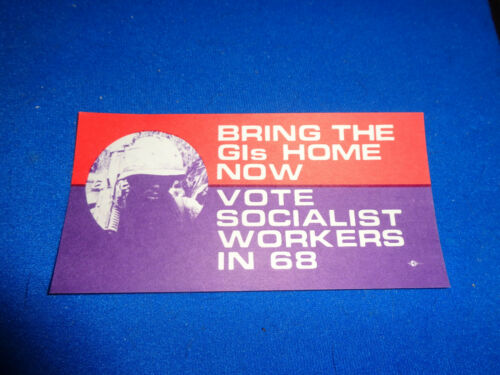 BRING THE
GIs HOME
NOW
VOTE
SOCIALIST
WORKERS
IN 68